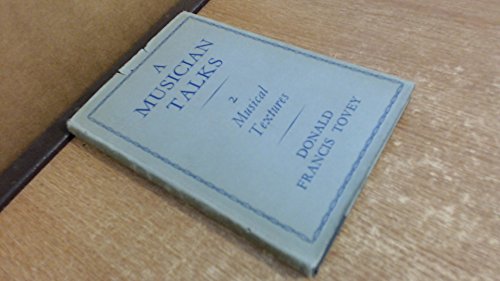 A
MUSICIAN
TALKS
2
Musical
Textures
DONALD
FRANCIS TOVEY